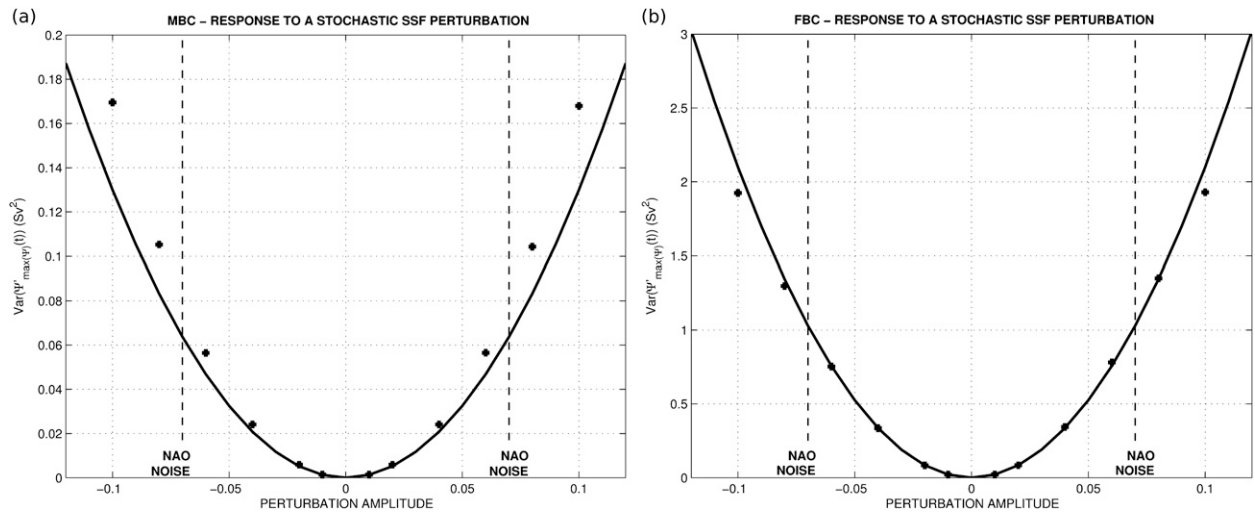 (a)
MBC – RESPONSE TO A STOCHASTIC SSF PERTURBATION
0.2
0.18
0.16
0.14
0.12
0.1
0.08
0.06
0.04
0.02
0
Var(Ψ'max(Ψ)(t)) (Sv²)
NAO
NOISE
NAO
NOISE
−0.1
−0.05
0
0.05
0.1
PERTURBATION AMPLITUDE
(b)
FBC – RESPONSE TO A STOCHASTIC SSF PERTURBATION
3
2.5
2
1.5
1
0.5
0
Var(Ψ'max(Ψ)(t)) (Sv²)
NAO
NOISE
NAO
NOISE
−0.1
−0.05
0
0.05
0.1
PERTURBATION AMPLITUDE